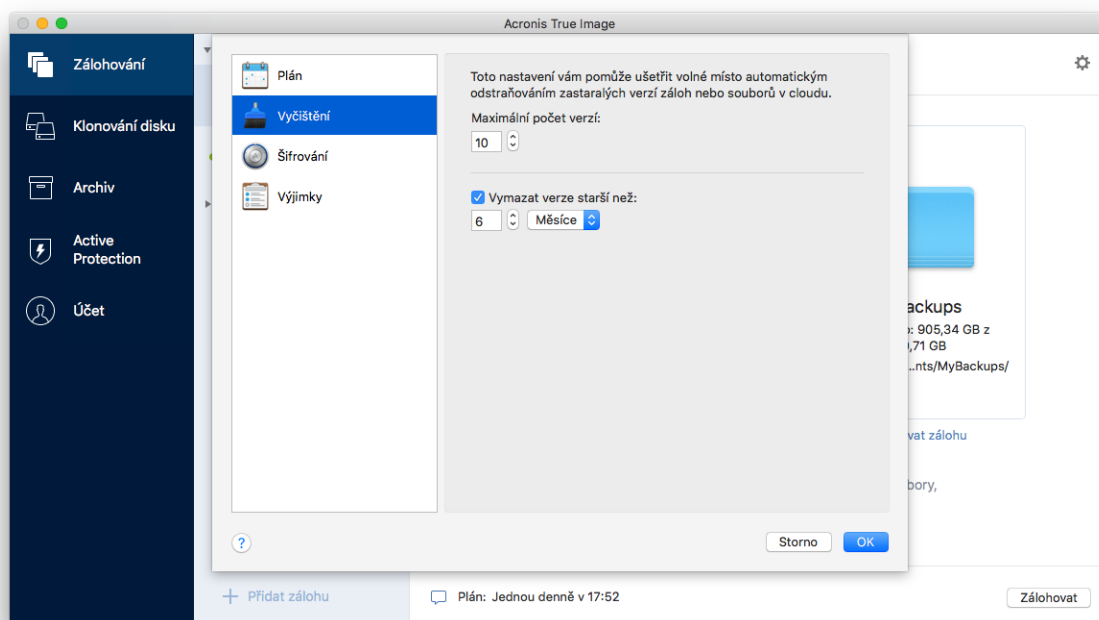 Acronis True Image
Zálohování
Klonování disku
Archiv
Active
Protection
Účet
Plán
Vyčištění
Šifrování
Výjimky
Toto nastavení vám pomůže ušetřit volné místo automatickým
odstraňováním zastaralých verzí záloh nebo souborů v cloudu.
Maximální počet verzí:
10
Vymazat verze starší než:
6 Měsíce
?
Storno OK
ackups
: 905,34 GB z
,71 GB
...nts/MyBackups/
vat zálohu
bory,
Přidat zálohu
Plán: Jednou denně v 17:52
Zálohovat